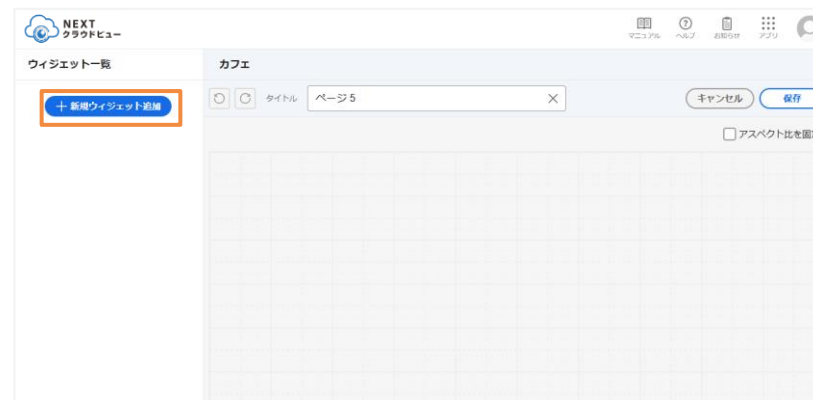 NEXT
クラウドビュー
マニュアル ヘルプ お知らせ アプリ
ウィジェット一覧
カフェ
＋ 新規ウィジェット追加
タイトル ページ 5 キャンセル 保存
アスペクト比を固